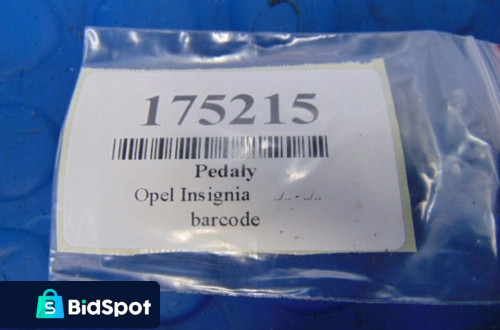 175215
Pedały
Opel Insignia ../.. - ../..
barcode
BidSpot